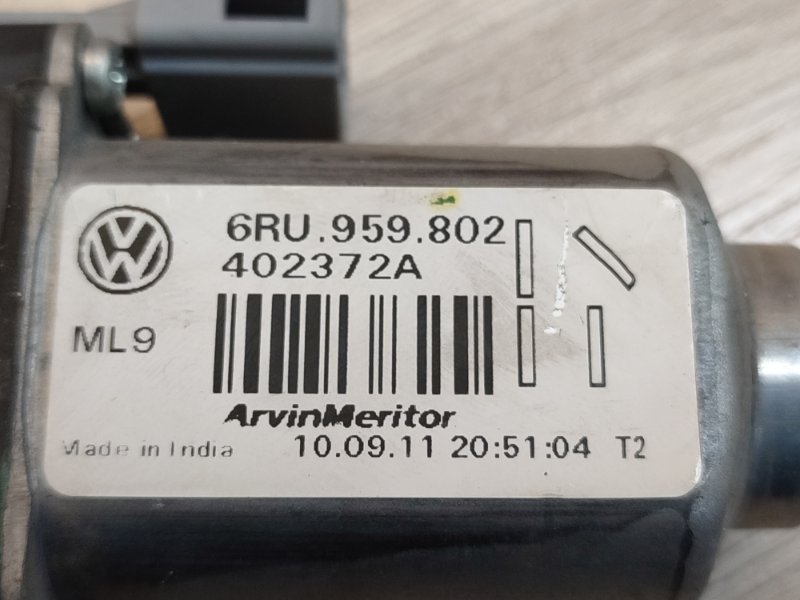 6RU.959.802
402372A
ML9
ArvinMeritor
Made in India 10.09.11 20:51:04 T2